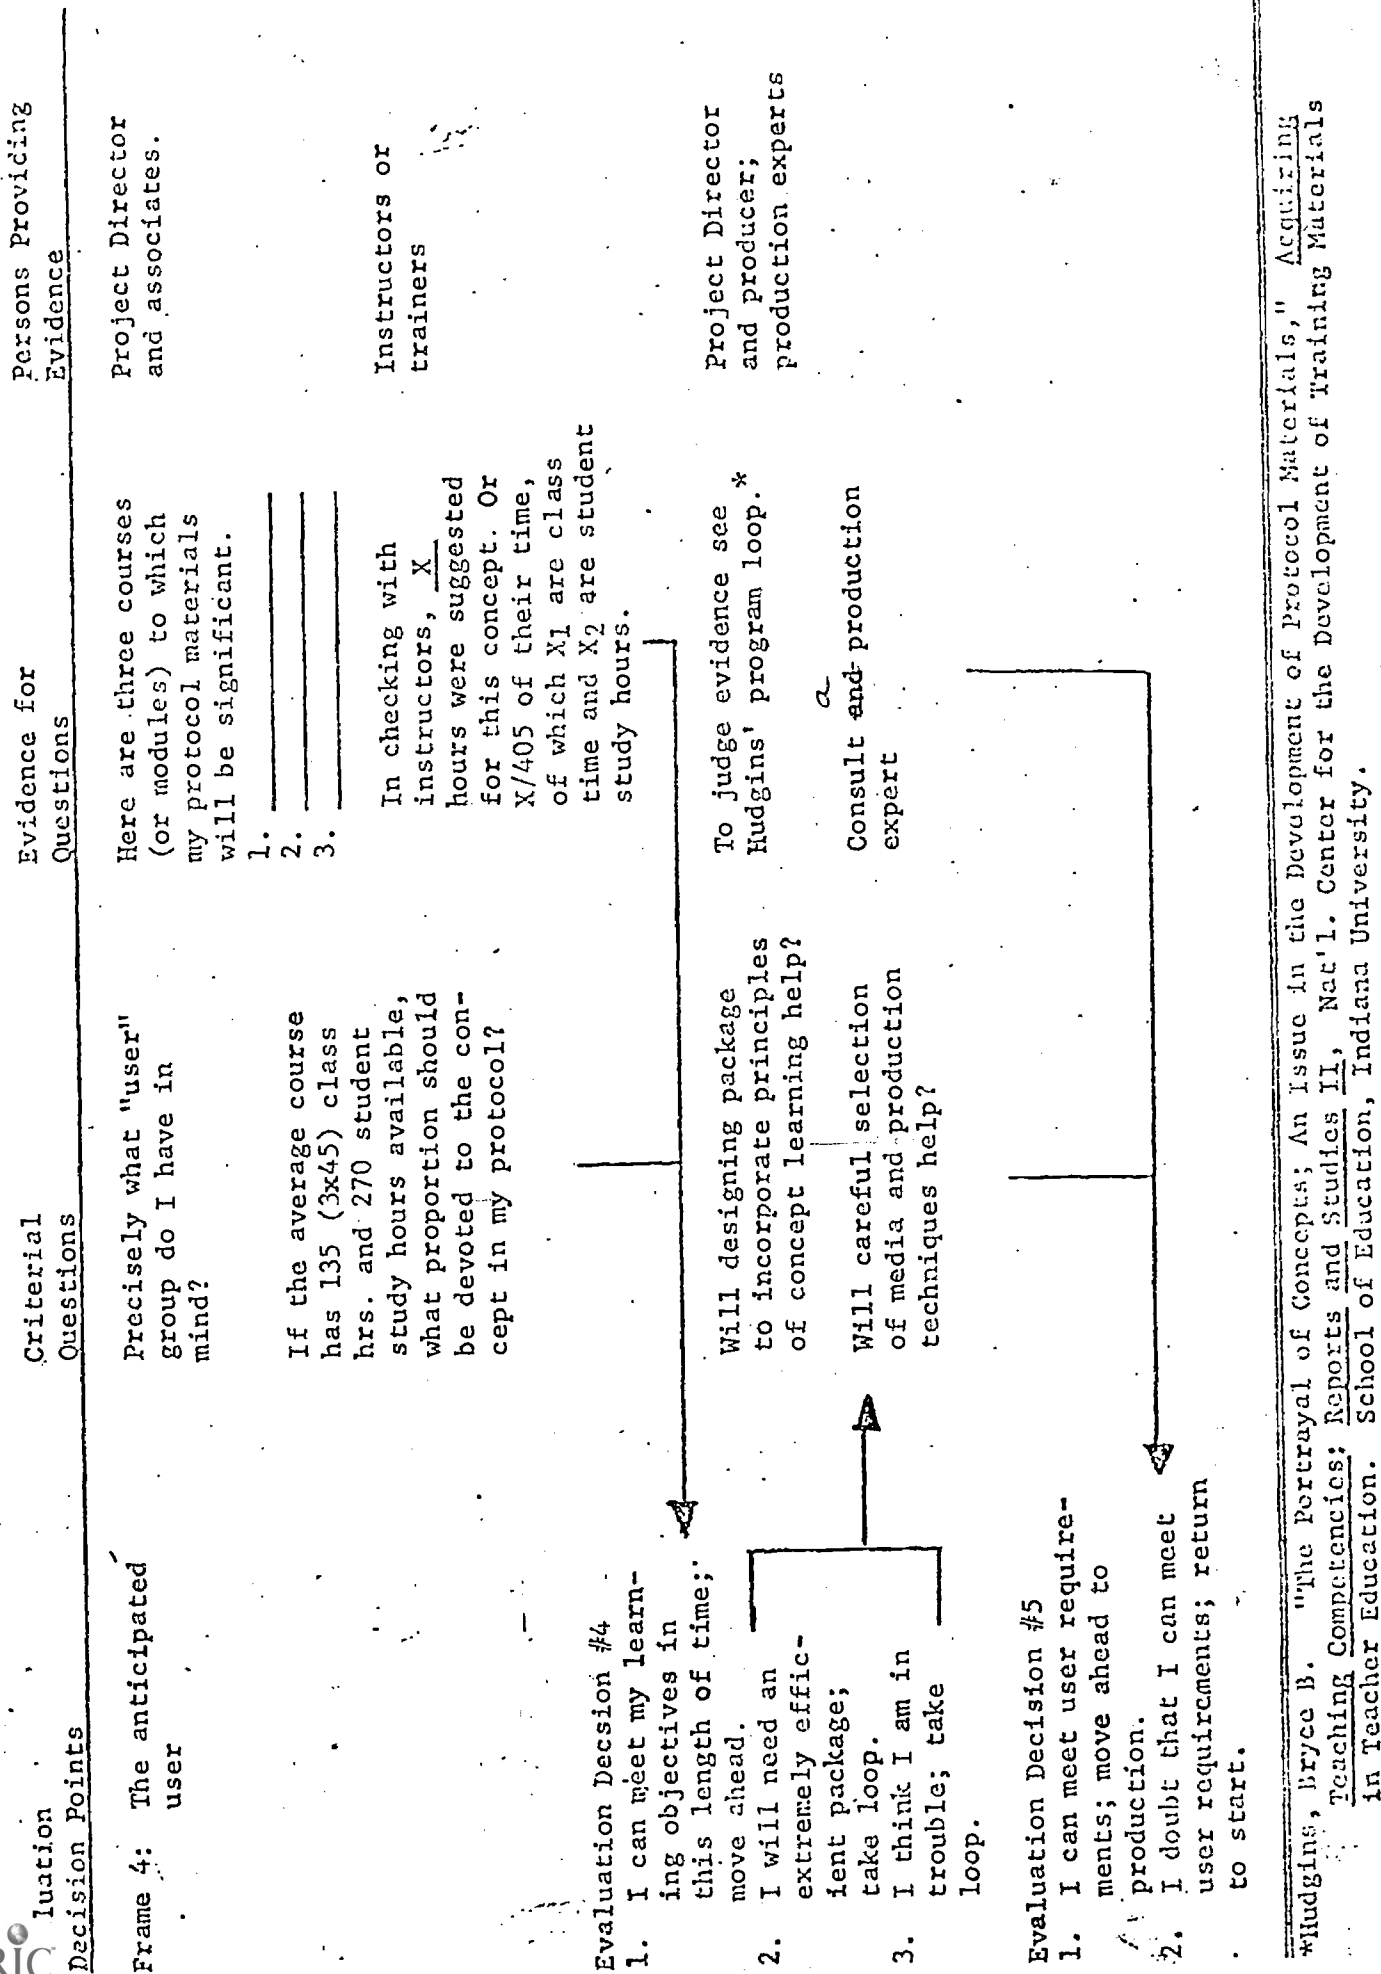 luation
Decision Points
Criterial
Questions
Evidence for
Questions
Persons Providing
Evidence
Frame 4: The anticipated
user
Precisely what "user"
group do I have in
mind?
Here are three courses
(or modules) to which
my protocol materials
will be significant.
1.
2.
3.
Project Director
and associates.
If the average course
has 135 (3x45) class
hrs. and 270 student
study hours available,
what proportion should
be devoted to the con-
cept in my protocol?
In checking with
instructors, X
hours were suggested
for this concept. Or
X/405 of their time,
of which X1 are class
time and X2 are student
study hours.
Instructors or
trainers
Evaluation Decsion #4
1. I can meet my learn-
ing objectives in
this length of time;
move ahead.
2. I will need an
extremely effic-
ient package;
take loop.
3. I think I am in
trouble; take
loop.
Will designing package
to incorporate principles
of concept learning help?
Will careful selection
of media and production
techniques help?
To judge evidence see
Hudgins' program loop.*
a
Consult and production
expert
Project Director
and producer;
production experts
Evaluation Decision #5
1. I can meet user require-
ments; move ahead to
production.
2. I doubt that I can meet
user requirements; return
to start.
*Hudgins, Bryce B. "The Portrayal of Concepts; An Issue in the Development of Protocol Materials," Acquiring
Teaching Competencies; Reports and Studies II, Nat'l. Center for the Development of Training Materials
in Teacher Education. School of Education, Indiana University.
RIC